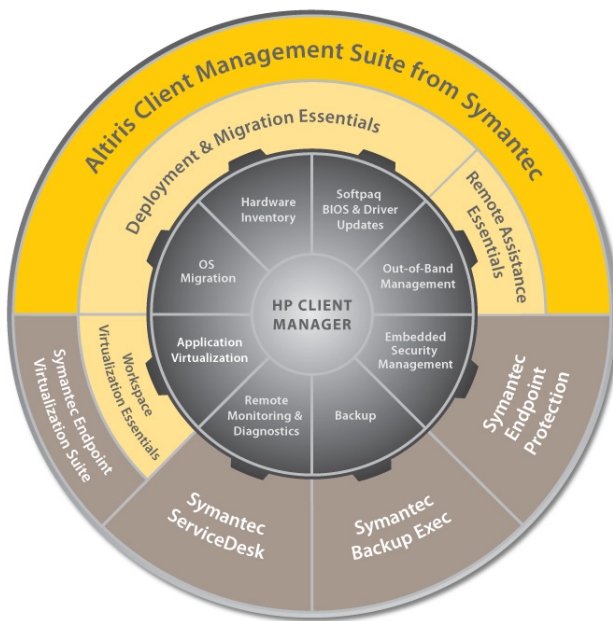 Altiris Client Management Suite from Symantec
Deployment & Migration Essentials
Remote Assistance
Essentials
Hardware
Inventory
Softpaq
BIOS & Driver
Updates
OS
Migration
Out-of-Band
Management
HP CLIENT
MANAGER
Application
Virtualization
Embedded
Security
Management
Remote
Monitoring &
Diagnostics
Backup
Workspace
Virtualization Essentials
Symantec Endpoint
Virtualization Suite
Symantec
ServiceDesk
Symantec
Backup Exec
Symantec
Endpoint
Protection